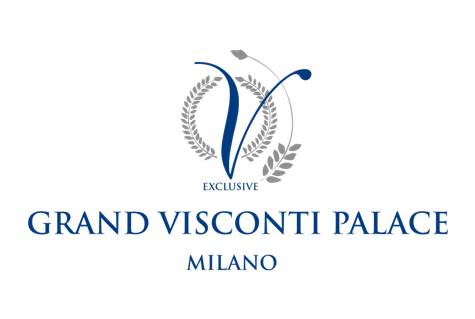 V
EXCLUSIVE
GRAND VISCONTI PALACE
MILANO